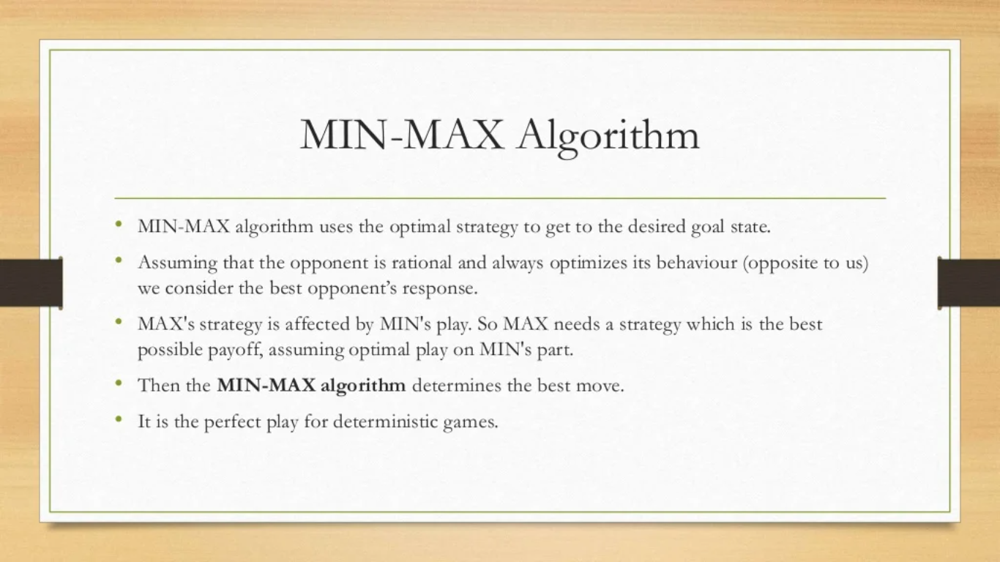 MIN-MAX Algorithm
• MIN-MAX algorithm uses the optimal strategy to get to the desired goal state.
• Assuming that the opponent is rational and always optimizes its behaviour (opposite to us)
we consider the best opponent’s response.
• MAX's strategy is affected by MIN's play. So MAX needs a strategy which is the best
possible payoff, assuming optimal play on MIN's part.
• Then the MIN-MAX algorithm determines the best move.
• It is the perfect play for deterministic games.